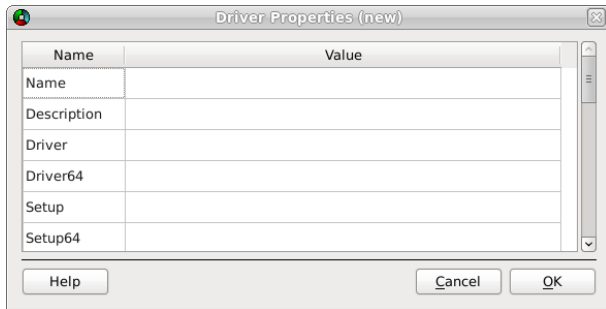 Driver Properties (new)
Name Value
Name
Description
Driver
Driver64
Setup
Setup64
Help Cancel OK